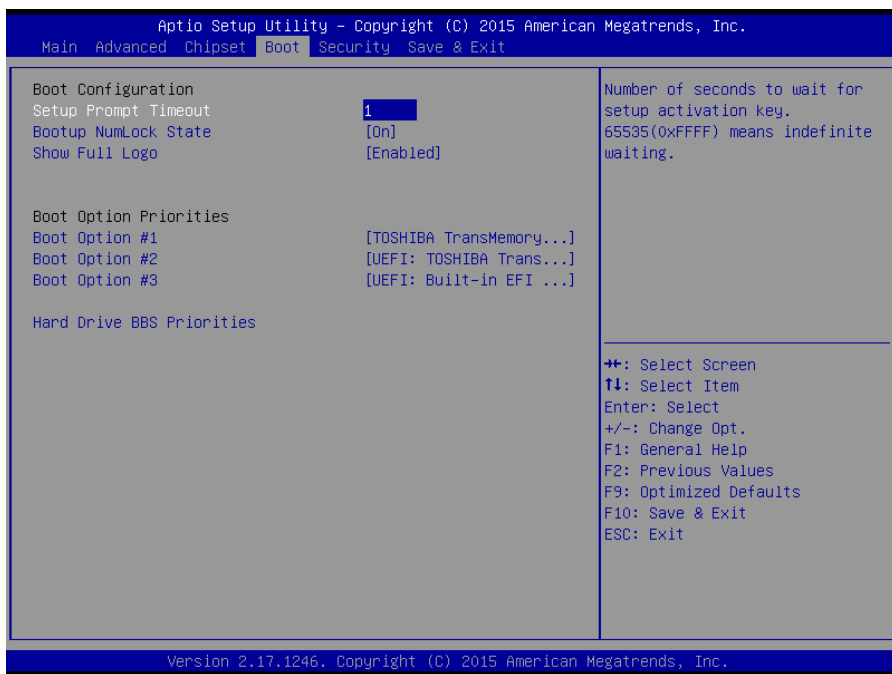 Aptio Setup Utility – Copyright (C) 2015 American Megatrends, Inc.
Main Advanced Chipset Boot Security Save & Exit
Boot Configuration
Setup Prompt Timeout 1
Bootup NumLock State [On]
Show Full Logo [Enabled]
Boot Option Priorities
Boot Option #1 [TOSHIBA TransMemory...]
Boot Option #2 [UEFI: TOSHIBA Trans...]
Boot Option #3 [UEFI: Built-in EFI ...]
Hard Drive BBS Priorities
Number of seconds to wait for
setup activation key.
65535(0xFFFF) means indefinite
waiting.
→←: Select Screen
↑↓: Select Item
Enter: Select
+/-: Change Opt.
F1: General Help
F2: Previous Values
F9: Optimized Defaults
F10: Save & Exit
ESC: Exit
Version 2.17.1246. Copyright (C) 2015 American Megatrends, Inc.